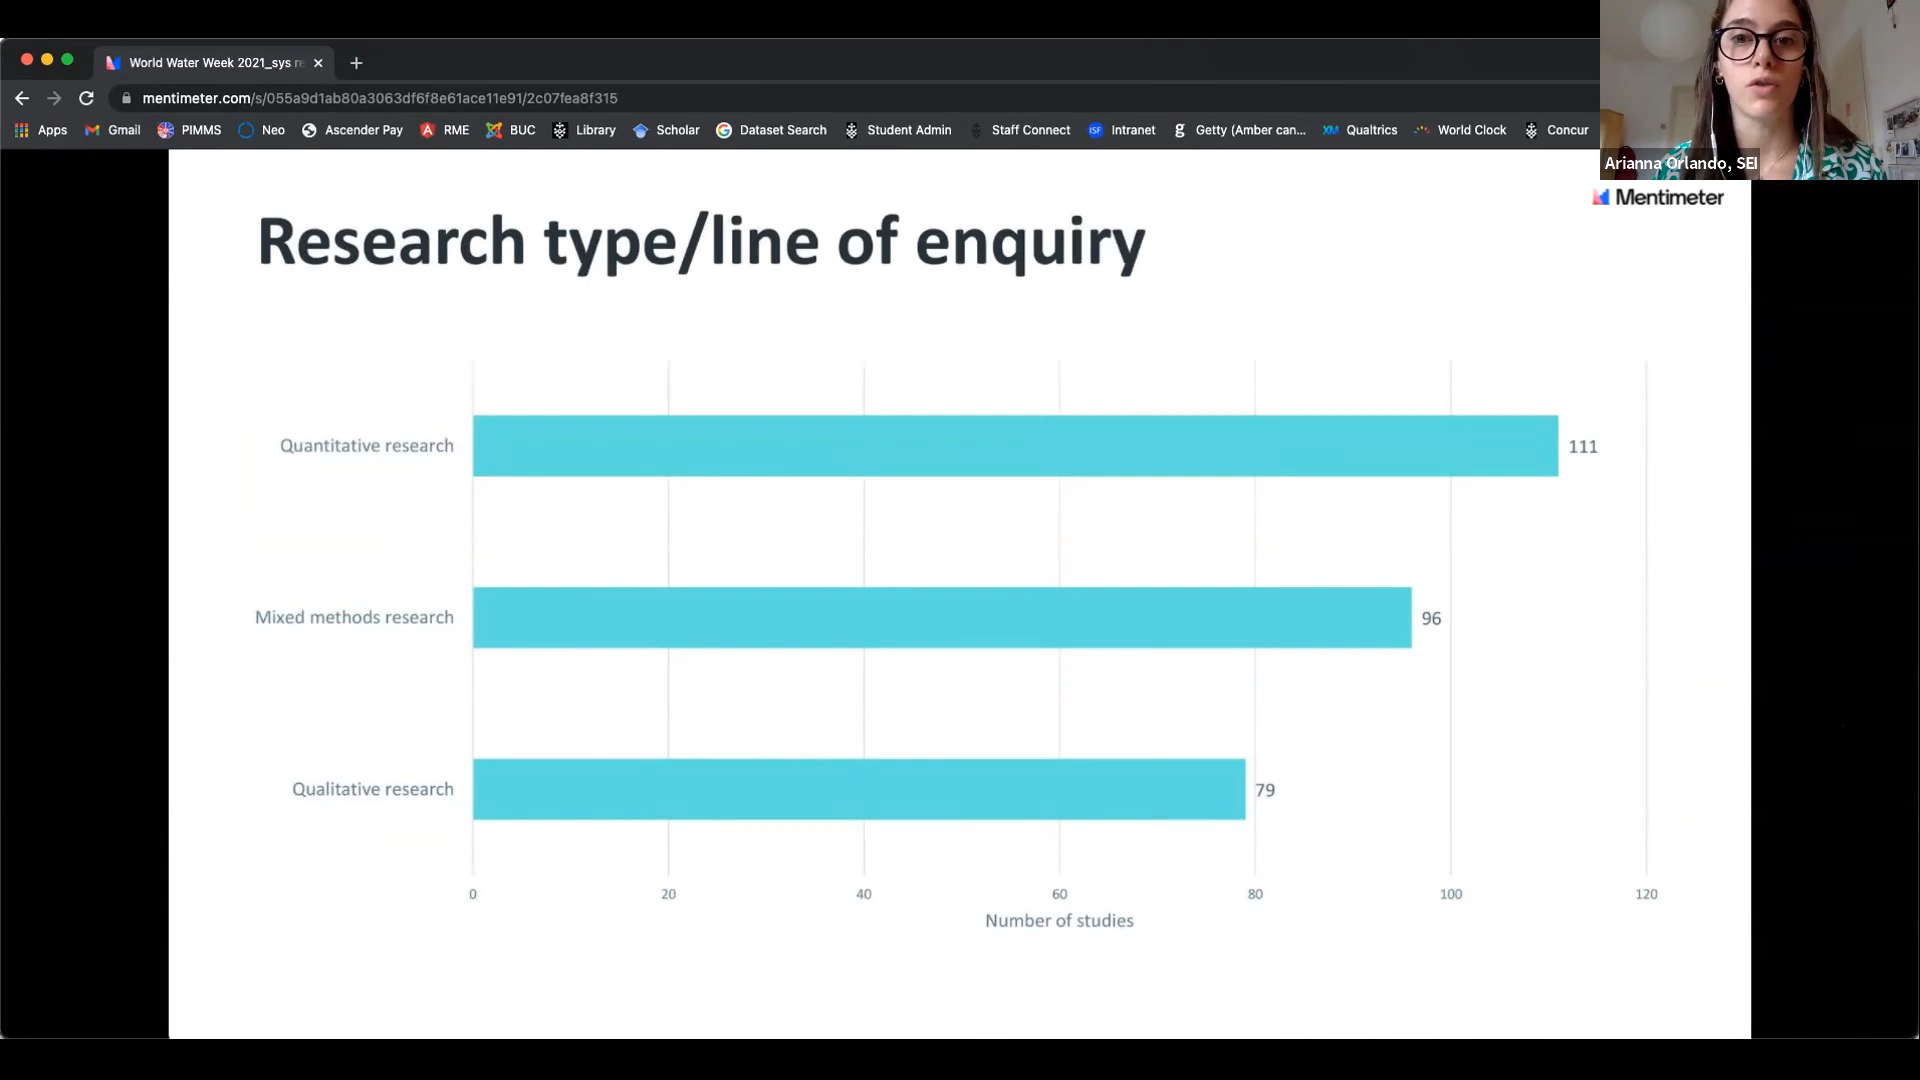 World Water Week 2021_sys re
mentimeter.com/s/055a9d1ab80a3063df6f8e61ace11e91/2c07fea8f315
Apps Gmail PIMMS Neo Ascender Pay RME BUC Library Scholar Dataset Search Student Admin Staff Connect ISF Intranet Getty (Amber can... XM Qualtrics World Clock Concur
Arianna Orlando, SEI
Mentimeter
Research type/line of enquiry
Quantitative research 111
Mixed methods research 96
Qualitative research 79
0 20 40 60 80 100 120
Number of studies